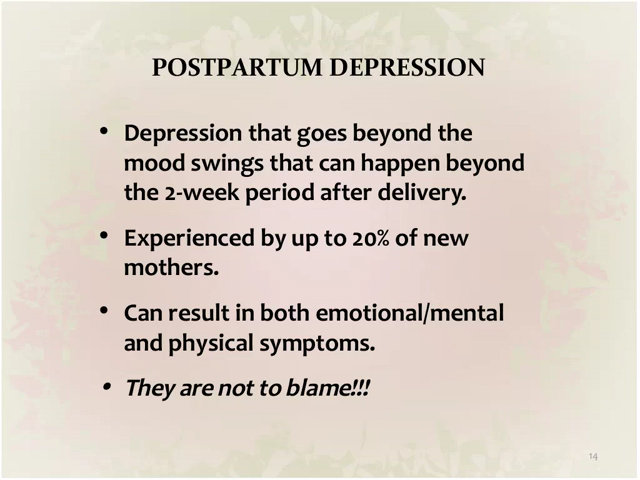 POSTPARTUM DEPRESSION
• Depression that goes beyond the
mood swings that can happen beyond
the 2-week period after delivery.
• Experienced by up to 20% of new
mothers.
• Can result in both emotional/mental
and physical symptoms.
• They are not to blame!!!
14